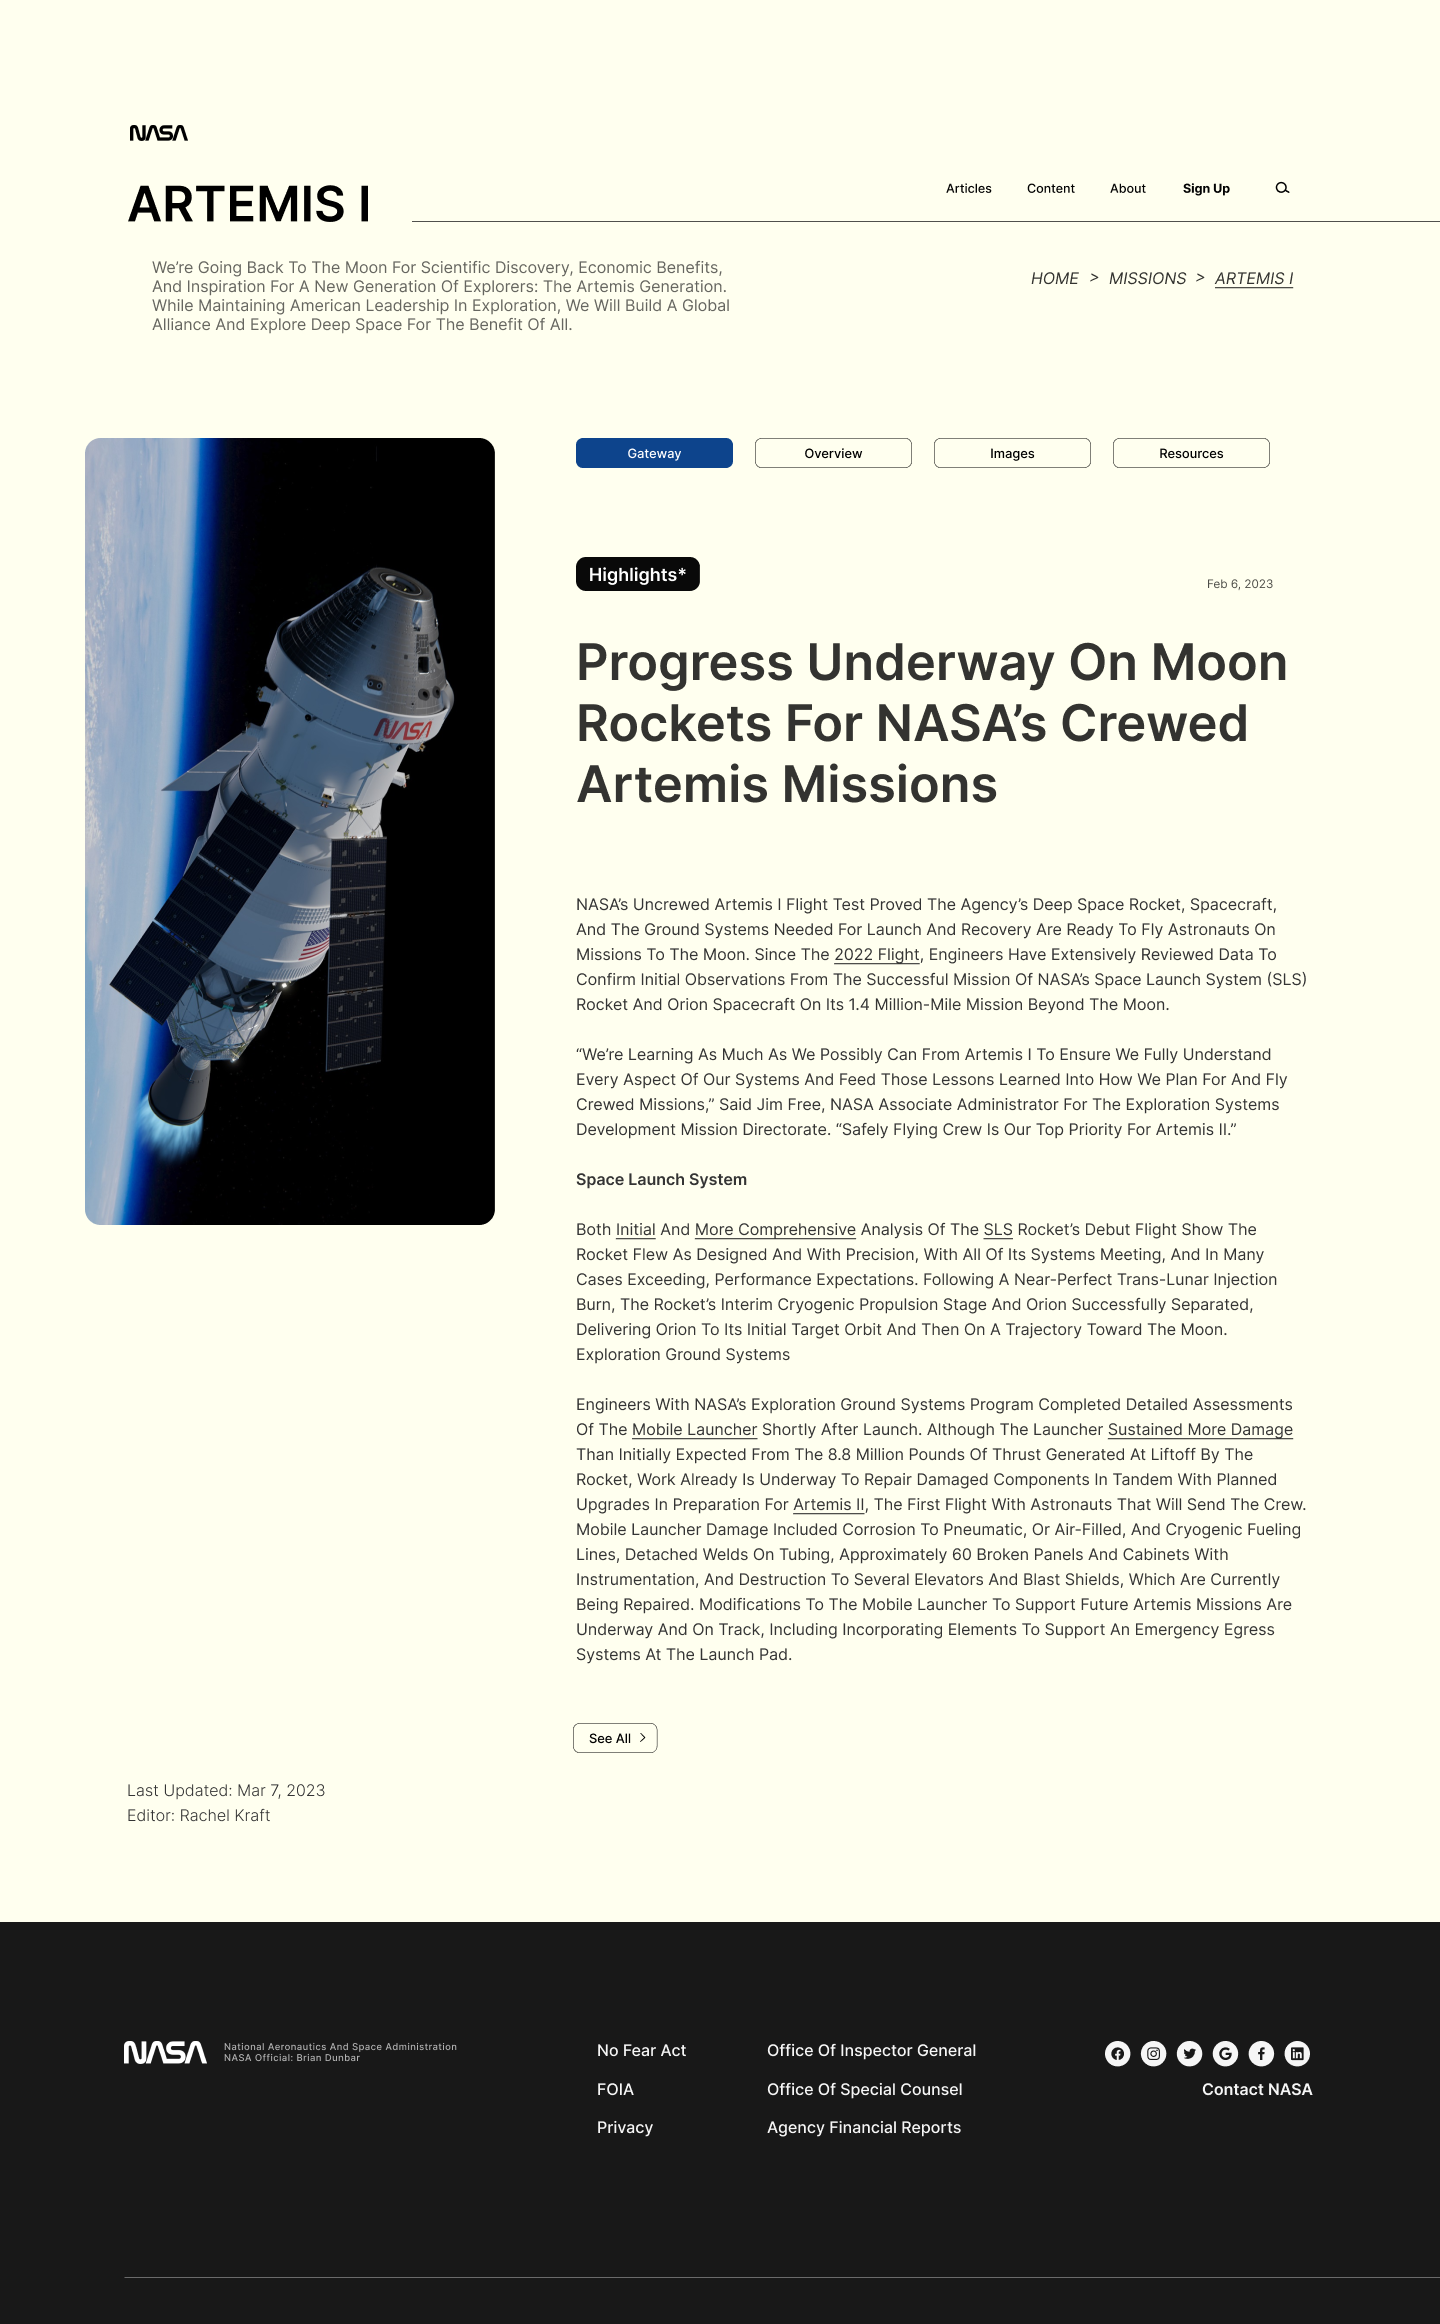 NASA
ARTEMIS I
Articles Content About Sign Up
We’re Going Back To The Moon For Scientific Discovery, Economic Benefits,
And Inspiration For A New Generation Of Explorers: The Artemis Generation.
While Maintaining American Leadership In Exploration, We Will Build A Global
Alliance And Explore Deep Space For The Benefit Of All.
HOME > MISSIONS > ARTEMIS I
Gateway Overview Images Resources
NASA
Highlights*
Feb 6, 2023
Progress Underway On Moon
Rockets For NASA’s Crewed
Artemis Missions
NASA’s Uncrewed Artemis I Flight Test Proved The Agency’s Deep Space Rocket, Spacecraft,
And The Ground Systems Needed For Launch And Recovery Are Ready To Fly Astronauts On
Missions To The Moon. Since The 2022 Flight, Engineers Have Extensively Reviewed Data To
Confirm Initial Observations From The Successful Mission Of NASA’s Space Launch System (SLS)
Rocket And Orion Spacecraft On Its 1.4 Million-Mile Mission Beyond The Moon.
“We’re Learning As Much As We Possibly Can From Artemis I To Ensure We Fully Understand
Every Aspect Of Our Systems And Feed Those Lessons Learned Into How We Plan For And Fly
Crewed Missions,” Said Jim Free, NASA Associate Administrator For The Exploration Systems
Development Mission Directorate. “Safely Flying Crew Is Our Top Priority For Artemis II.”
Space Launch System
Both Initial And More Comprehensive Analysis Of The SLS Rocket’s Debut Flight Show The
Rocket Flew As Designed And With Precision, With All Of Its Systems Meeting, And In Many
Cases Exceeding, Performance Expectations. Following A Near-Perfect Trans-Lunar Injection
Burn, The Rocket’s Interim Cryogenic Propulsion Stage And Orion Successfully Separated,
Delivering Orion To Its Initial Target Orbit And Then On A Trajectory Toward The Moon.
Exploration Ground Systems
Engineers With NASA’s Exploration Ground Systems Program Completed Detailed Assessments
Of The Mobile Launcher Shortly After Launch. Although The Launcher Sustained More Damage
Than Initially Expected From The 8.8 Million Pounds Of Thrust Generated At Liftoff By The
Rocket, Work Already Is Underway To Repair Damaged Components In Tandem With Planned
Upgrades In Preparation For Artemis II, The First Flight With Astronauts That Will Send The Crew.
Mobile Launcher Damage Included Corrosion To Pneumatic, Or Air-Filled, And Cryogenic Fueling
Lines, Detached Welds On Tubing, Approximately 60 Broken Panels And Cabinets With
Instrumentation, And Destruction To Several Elevators And Blast Shields, Which Are Currently
Being Repaired. Modifications To The Mobile Launcher To Support Future Artemis Missions Are
Underway And On Track, Including Incorporating Elements To Support An Emergency Egress
Systems At The Launch Pad.
See All >
Last Updated: Mar 7, 2023
Editor: Rachel Kraft
NASA
National Aeronautics And Space Administration
NASA Official: Brian Dunbar
No Fear Act
FOIA
Privacy
Office Of Inspector General
Office Of Special Counsel
Agency Financial Reports
Contact NASA